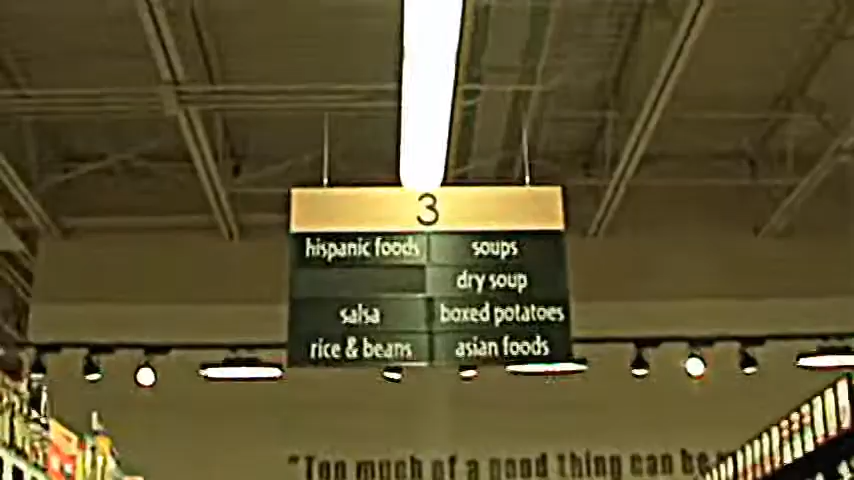 3
hispanic foods soups
dry soup
salsa boxed potatoes
rice & beans asian foods
"Too much of a good thing can be